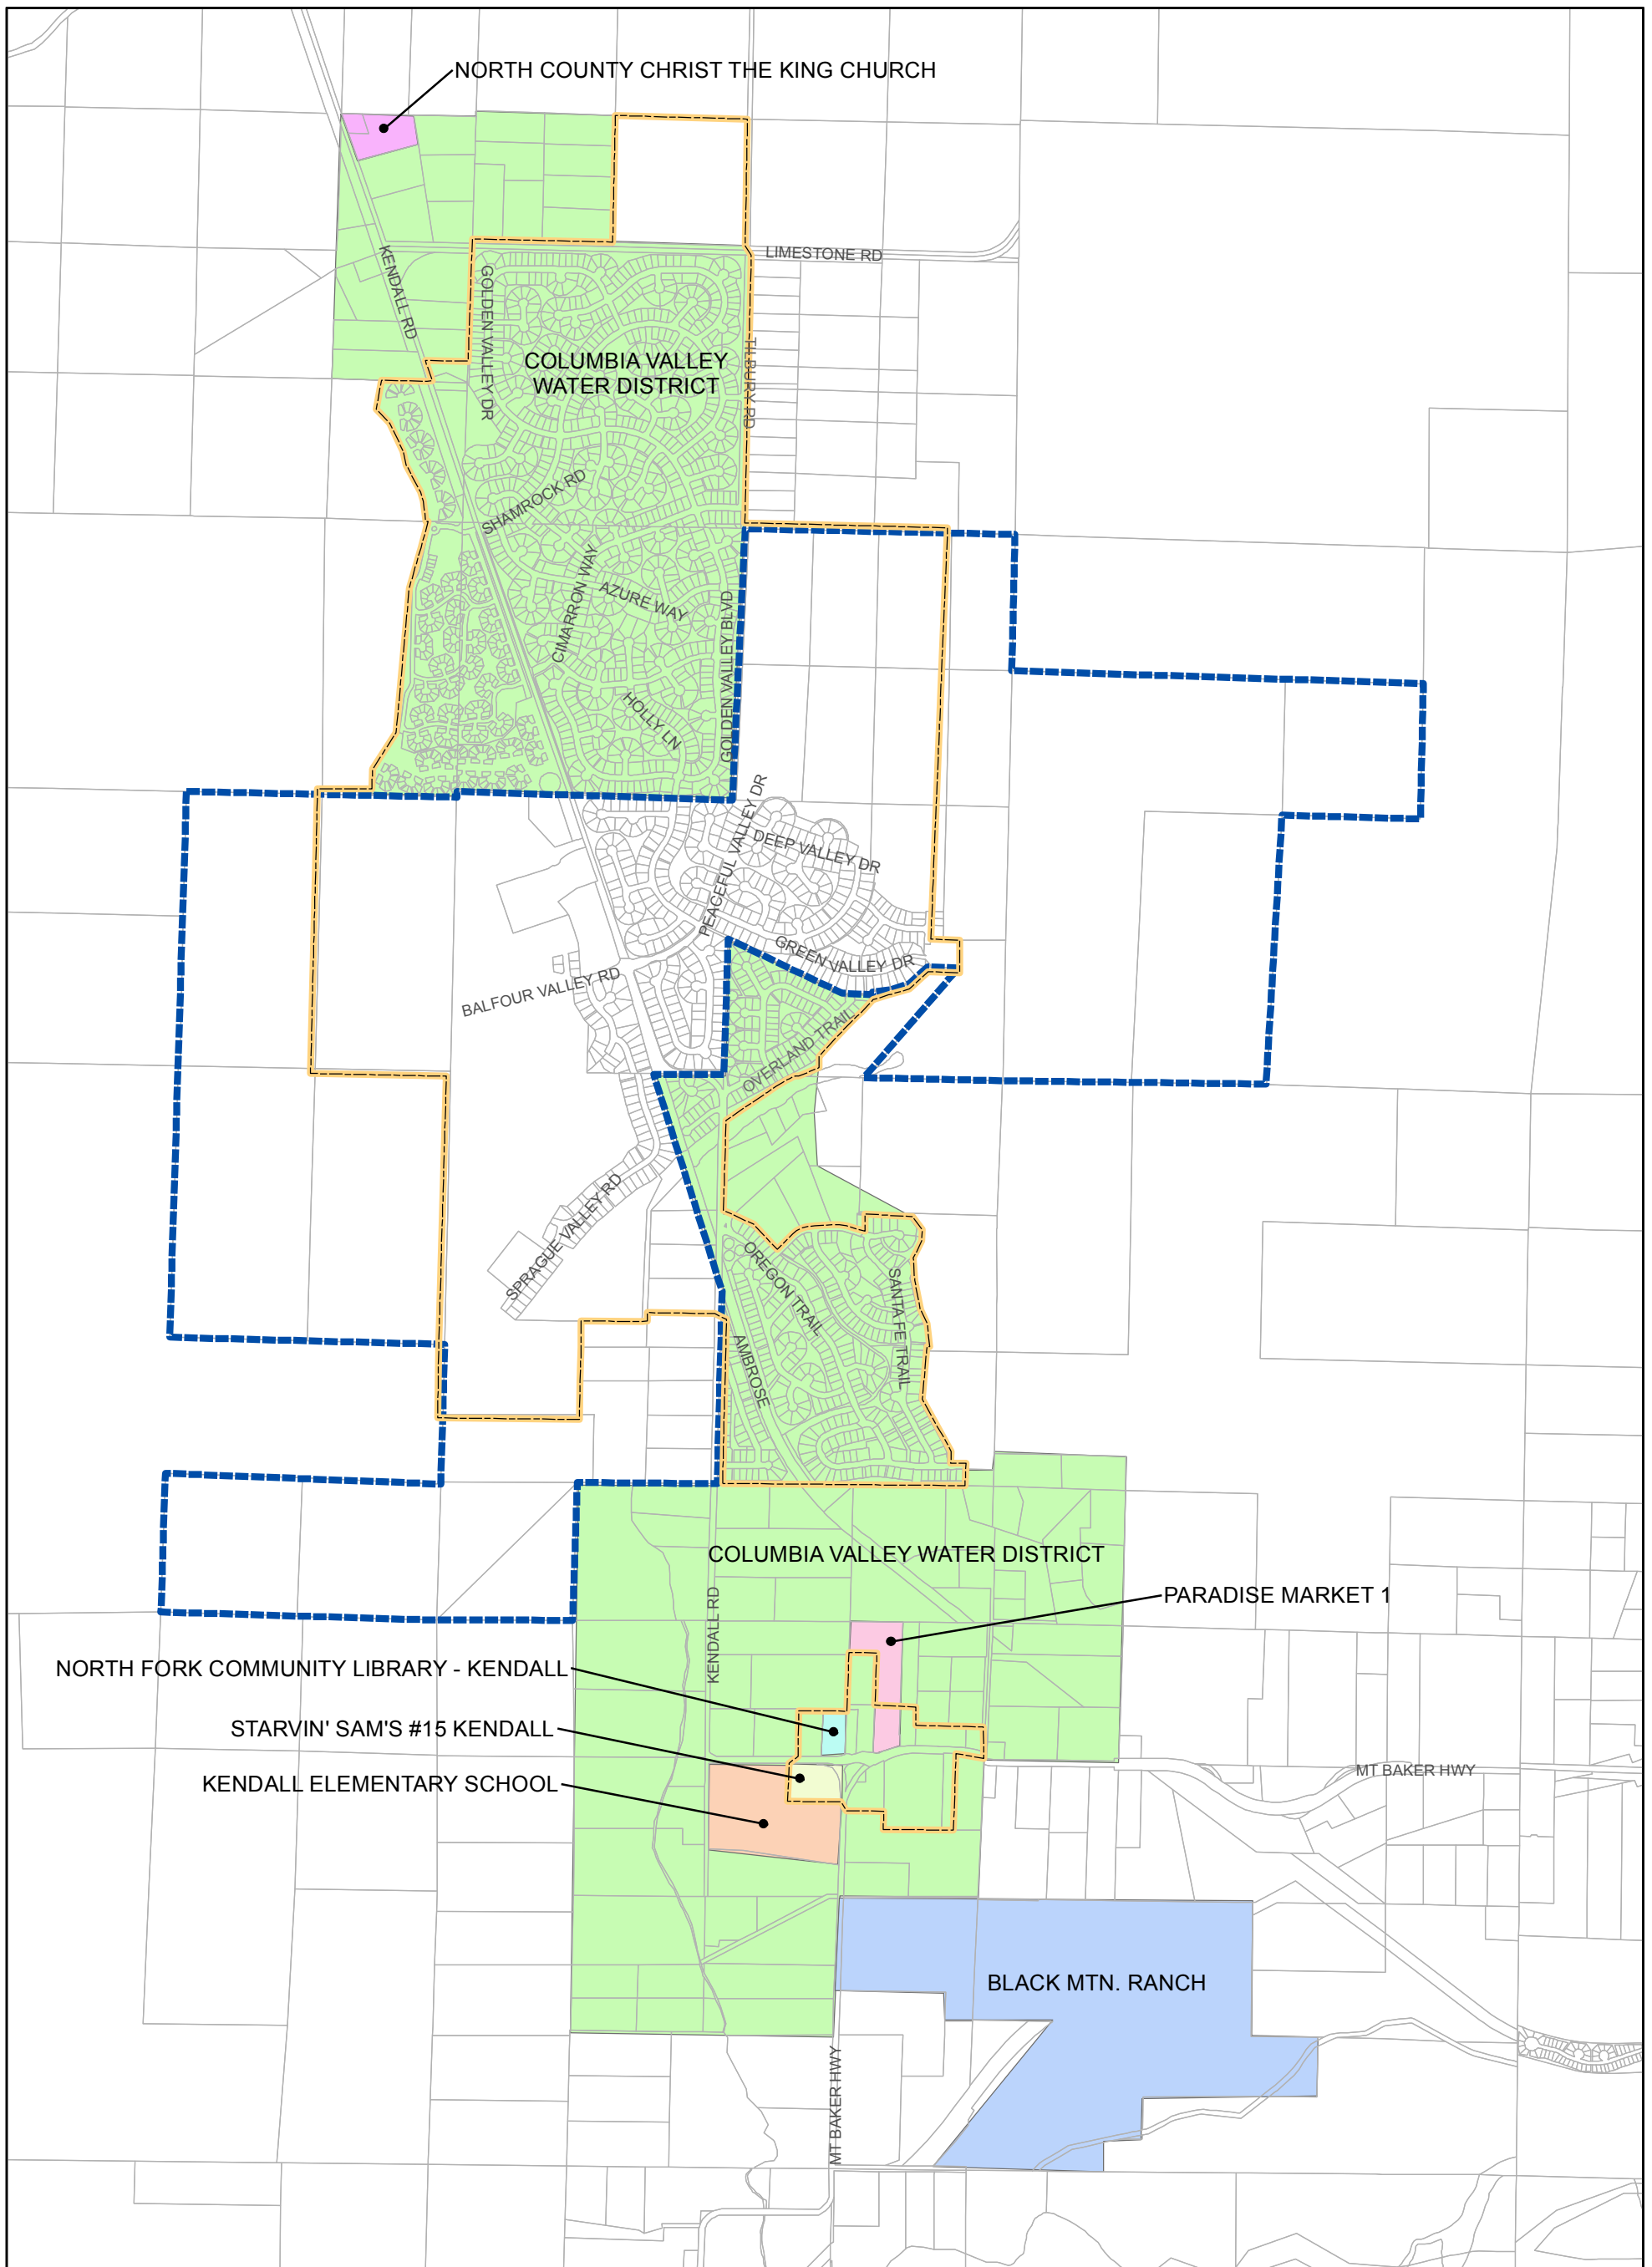 NORTH COUNTY CHRIST THE KING CHURCH
LIMESTONE RD
KENDALL RD
GOLDEN VALLEY DR
COLUMBIA VALLEY
WATER DISTRICT
TILBURY RD
SHAMROCK RD
CIMARRON WAY
AZURE WAY
GOLDEN VALLEY BLVD
HOLLY LN
PEACEFUL VALLEY DR
DEEP VALLEY DR
GREEN VALLEY DR
BALFOUR VALLEY RD
OVERLAND TRAIL
SPRAGUE VALLEY RD
OREGON TRAIL
SANTA FE TRAIL
AMBROSE
COLUMBIA VALLEY WATER DISTRICT
PARADISE MARKET 1
KENDALL RD
NORTH FORK COMMUNITY LIBRARY - KENDALL
STARVIN' SAM'S #15 KENDALL
MT BAKER HWY
KENDALL ELEMENTARY SCHOOL
BLACK MTN. RANCH
MT BAKER HWY